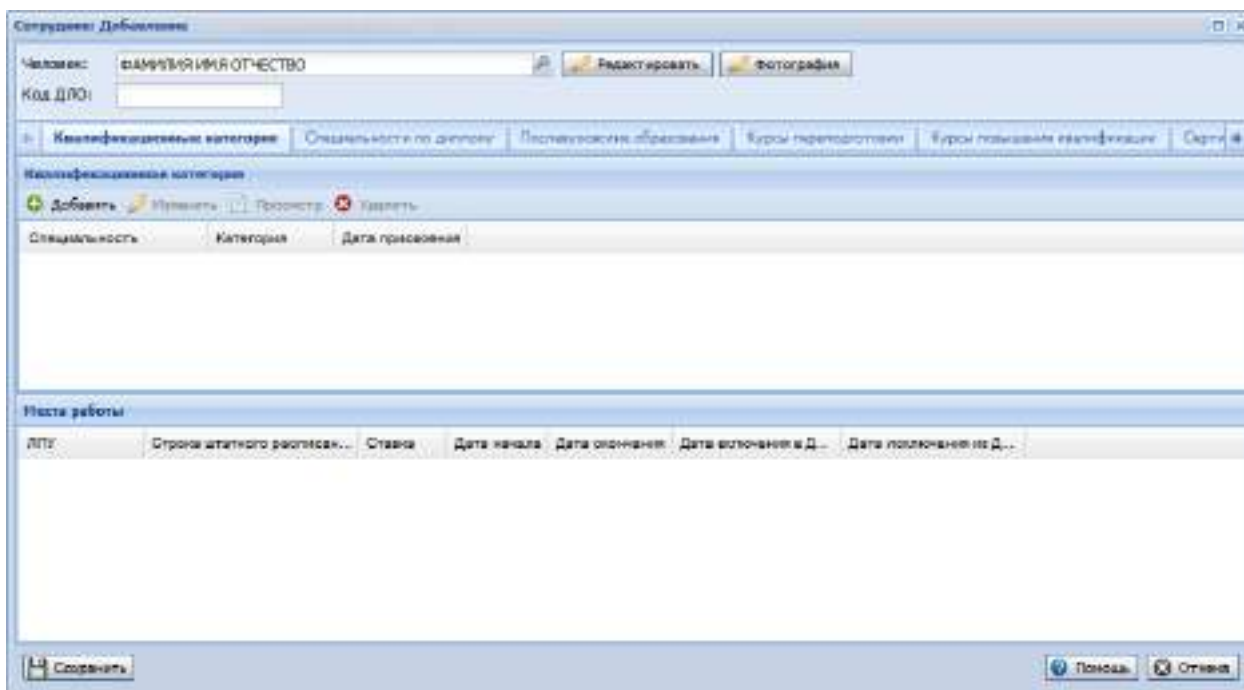 Сотрудник: Добавление
Человек: ФАМИЛИЯ ИМЯ ОТЧЕСТВО Редактировать Фотография
Код ДЛО:
Квалификационные категории Специальности по диплому Послевузовское образование Курсы переподготовки Курсы повышения квалификации
Квалификационная категория
Добавить Изменить Просмотр Удалить
Специальность Категория Дата присвоения
Места работы
ЛПУ Строка штатного расписан... Ставка Дата начала Дата окончания Дата включения в Д... Дата исключения из Д...
Сохранить Помощь Отмена